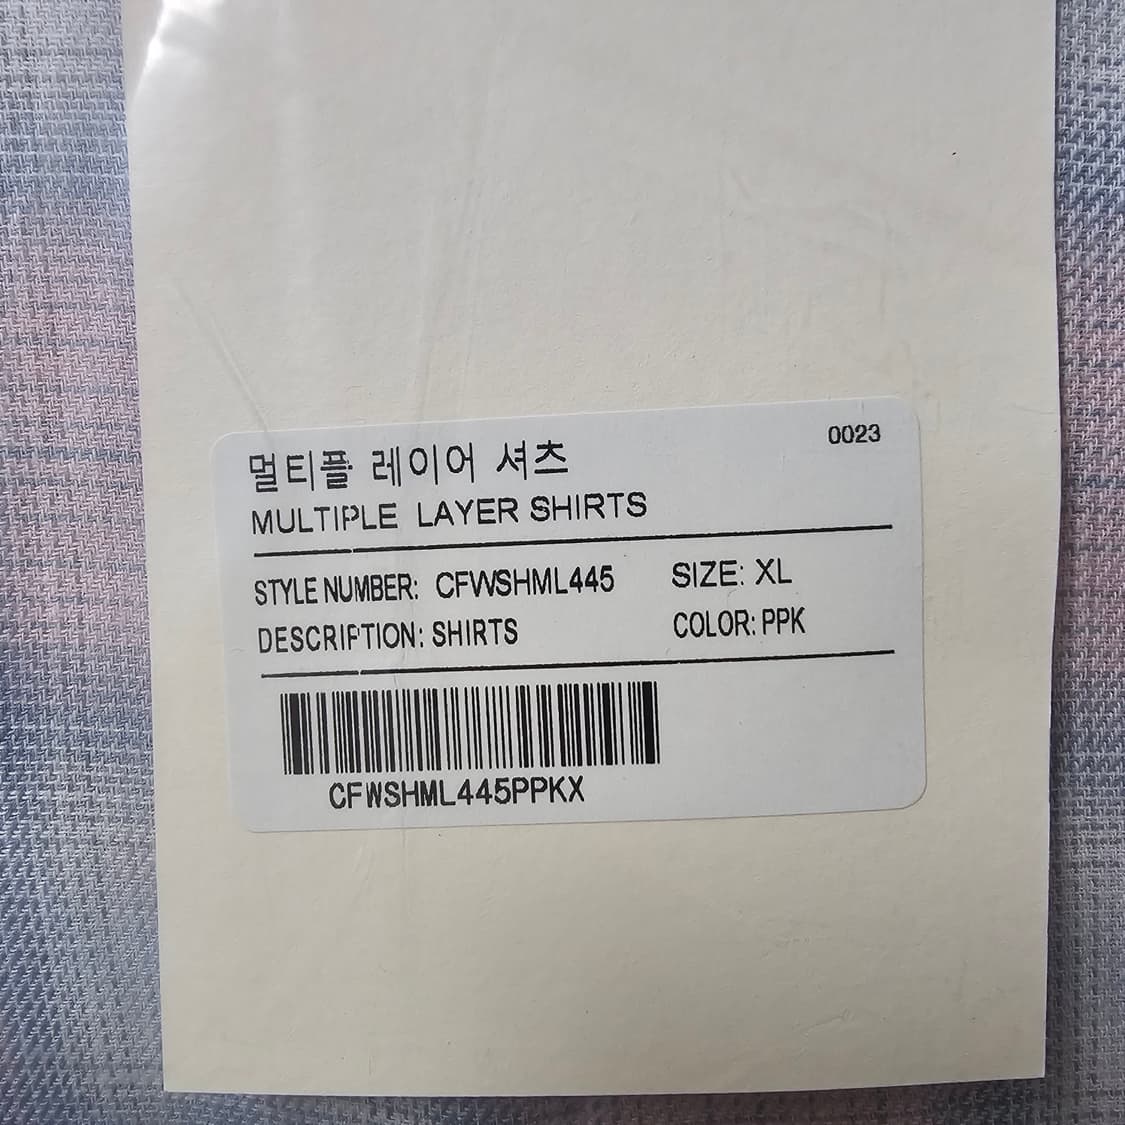 0023
멀티플 레이어 셔츠
MULTIPLE LAYER SHIRTS
STYLE NUMBER: CFWSHML445 SIZE: XL
DESCRIPTION: SHIRTS COLOR: PPK
CFWSHML445PPKX